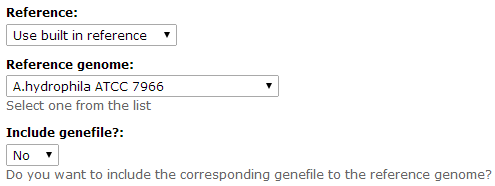 Reference:
Use built in reference
Reference genome:
A.hydrophila ATCC 7966
Select one from the list
Include genefile?:
No
Do you want to include the corresponding genefile to the reference genome?